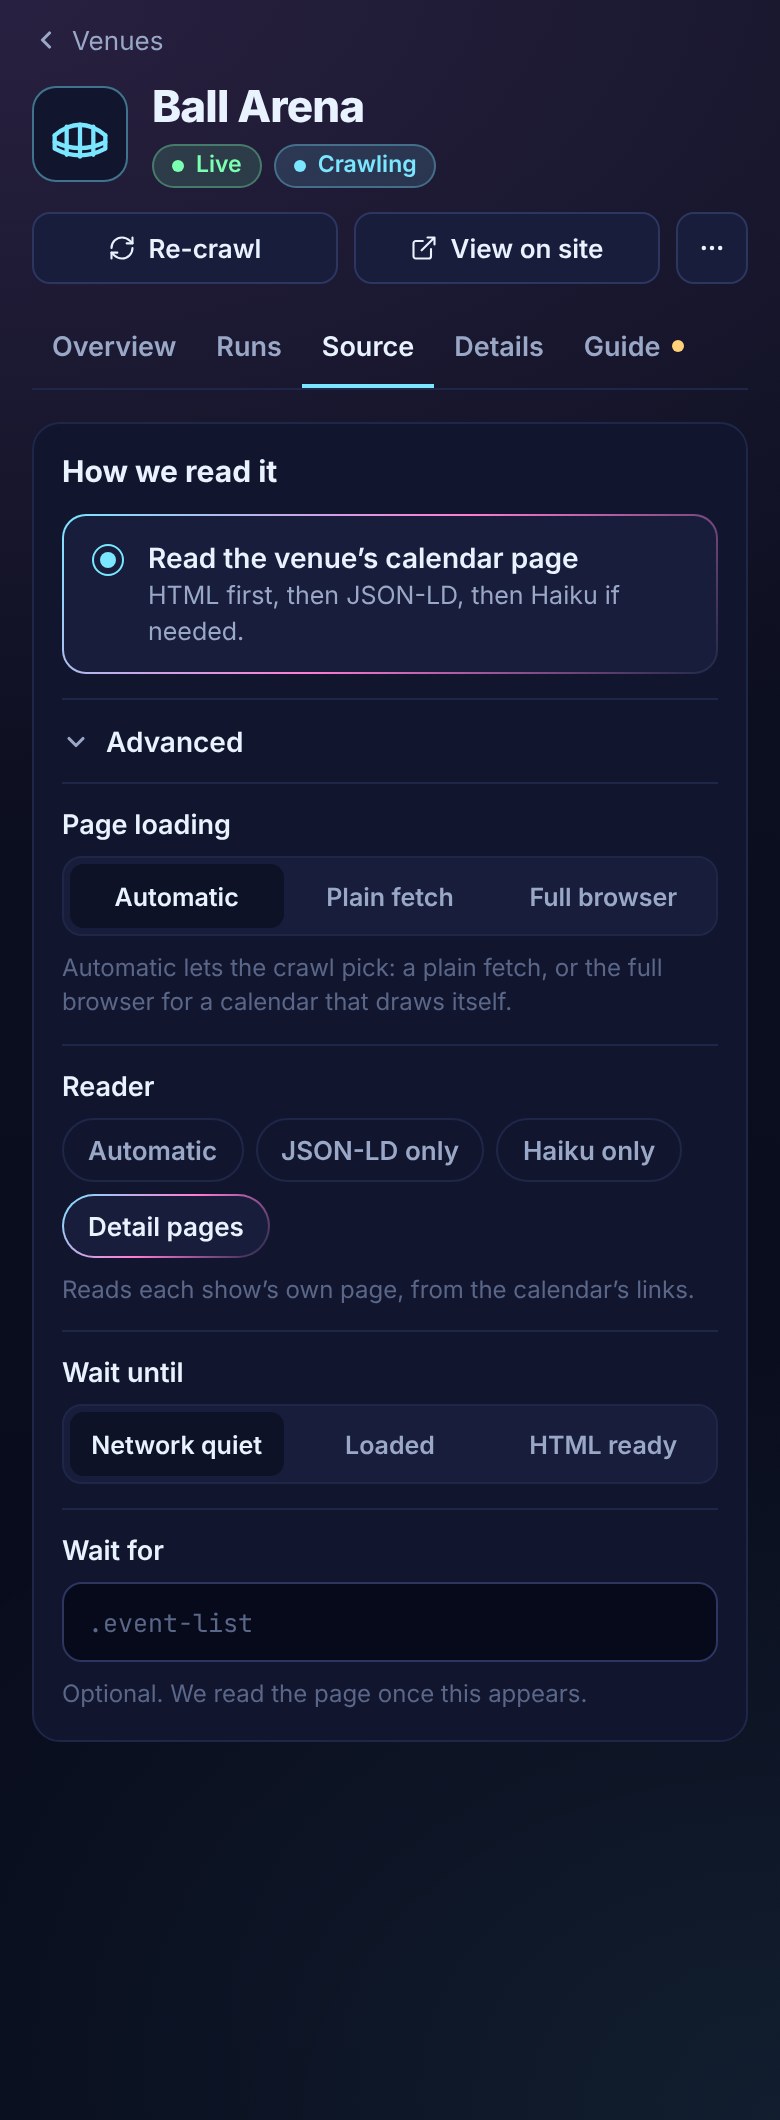 Venues
Ball Arena
Live
Crawling
Re-crawl
View on site
Overview
Runs
Source
Details
Guide
How we read it
Read the venue’s calendar page
HTML first, then JSON-LD, then Haiku if
needed.
Advanced
Page loading
Automatic
Plain fetch
Full browser
Automatic lets the crawl pick: a plain fetch, or the full
browser for a calendar that draws itself.
Reader
Automatic
JSON-LD only
Haiku only
Detail pages
Reads each show’s own page, from the calendar’s links.
Wait until
Network quiet
Loaded
HTML ready
Wait for
.event-list
Optional. We read the page once this appears.